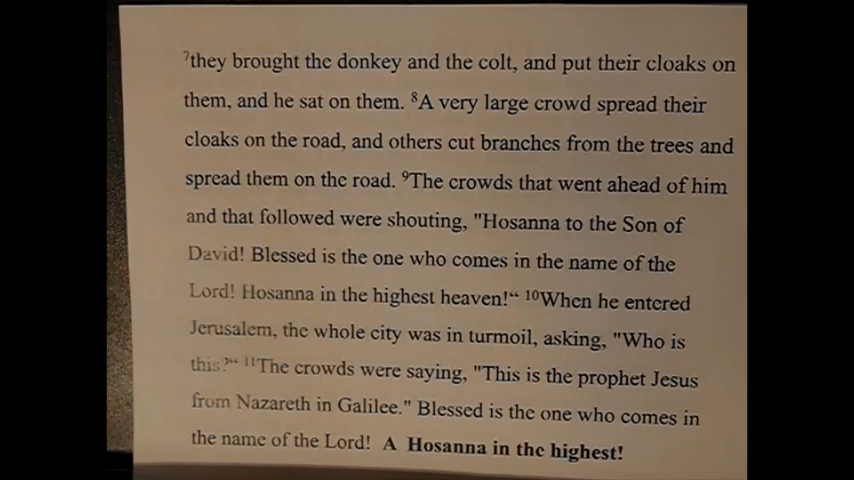 ⁷they brought the donkey and the colt, and put their cloaks on
them, and he sat on them. ⁸A very large crowd spread their
cloaks on the road, and others cut branches from the trees and
spread them on the road. ⁹The crowds that went ahead of him
and that followed were shouting, "Hosanna to the Son of
David! Blessed is the one who comes in the name of the
Lord! Hosanna in the highest heaven!“ ¹⁰When he entered
Jerusalem, the whole city was in turmoil, asking, "Who is
this?“ ¹¹The crowds were saying, "This is the prophet Jesus
from Nazareth in Galilee." Blessed is the one who comes in
the name of the Lord! A Hosanna in the highest!